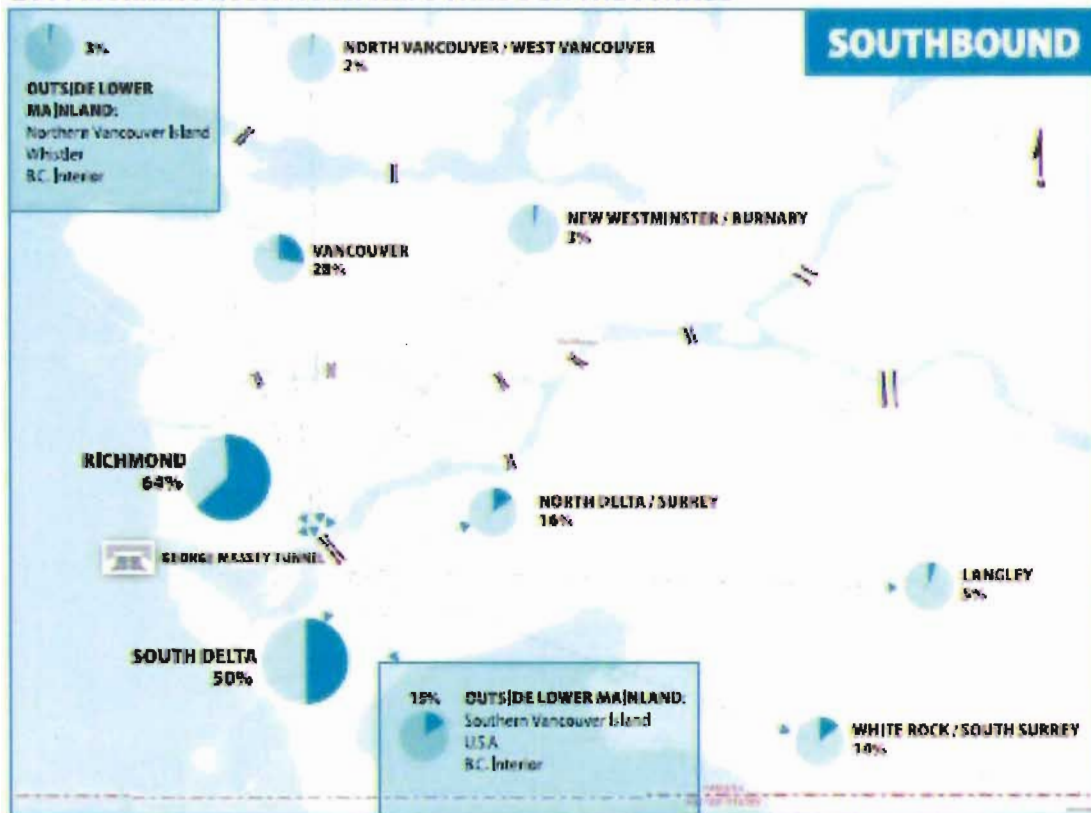 SOUTHBOUND
3%
OUTSIDE LOWER
MAINLAND:
Northern Vancouver Island
Whistler
B.C. Interior
NORTH VANCOUVER / WEST VANCOUVER
2%
NEW WESTMINSTER / BURNABY
3%
VANCOUVER
28%
RICHMOND
64%
NORTH DELTA / SURREY
16%
GEORGE MASSEY TUNNEL
LANGLEY
5%
SOUTH DELTA
50%
15% OUTSIDE LOWER MAINLAND:
Southern Vancouver Island
U.S.A
B.C. Interior
WHITE ROCK / SOUTH SURREY
14%